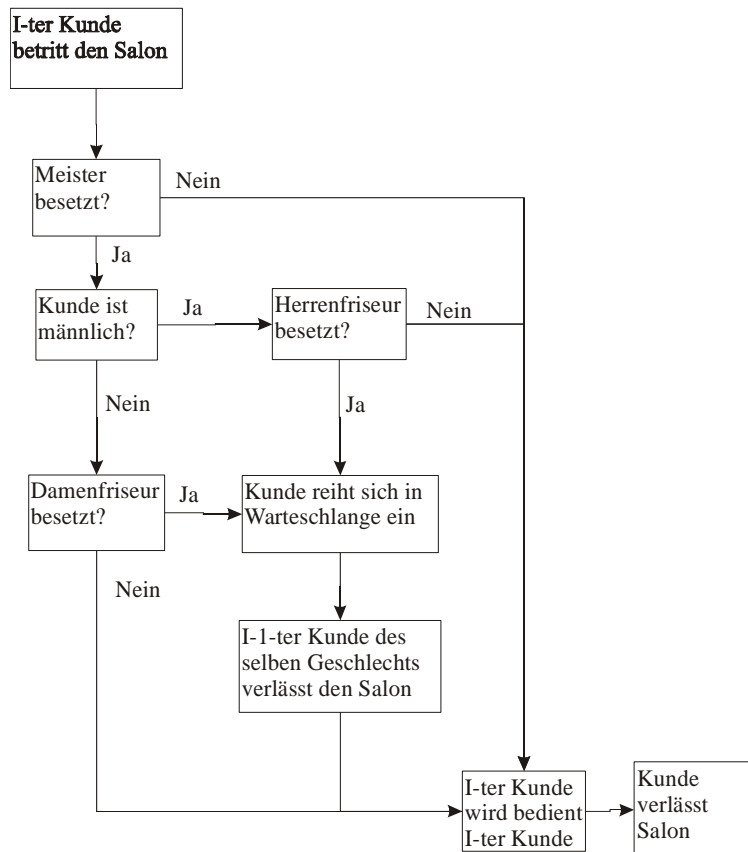 I-ter Kunde
betritt den Salon
Meister
besetzt?
Nein
Ja
Kunde ist
männlich?
Ja
Herrenfriseur
besetzt?
Nein
Nein
Ja
Damenfriseur
besetzt?
Ja
Kunde reiht sich in
Warteschlange ein
Nein
I-1-ter Kunde des
selben Geschlechts
verlässt den Salon
I-ter Kunde
wird bedient
I-ter Kunde
Kunde
verlässt
Salon